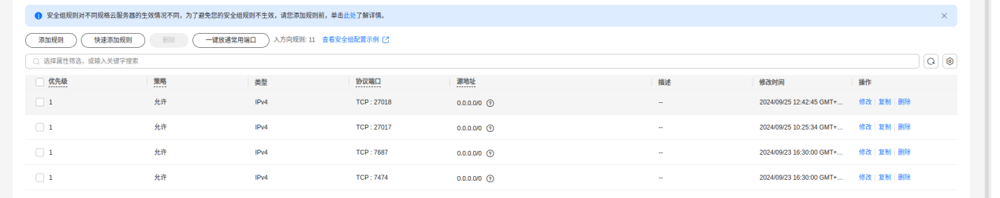 安全组规则对不同规格云服务器的生效情况不同，为了避免您的安全组规则不生效，请您添加规则前，单击此处了解详情。
添加规则 快速添加规则 删除 一键放通常用端口 入方向规则: 11 查看安全组配置示例
选择属性筛选，或输入关键字搜索
优先级 策略 类型 协议端口 源地址 描述 修改时间 操作
1 允许 IPv4 TCP : 27018 0.0.0.0/0 -- 2024/09/25 12:42:45 GMT+... 修改 复制 删除
1 允许 IPv4 TCP : 27017 0.0.0.0/0 -- 2024/09/25 10:25:34 GMT+... 修改 复制 删除
1 允许 IPv4 TCP : 7687 0.0.0.0/0 -- 2024/09/23 16:30:00 GMT+... 修改 复制 删除
1 允许 IPv4 TCP : 7474 0.0.0.0/0 -- 2024/09/23 16:30:00 GMT+... 修改 复制 删除